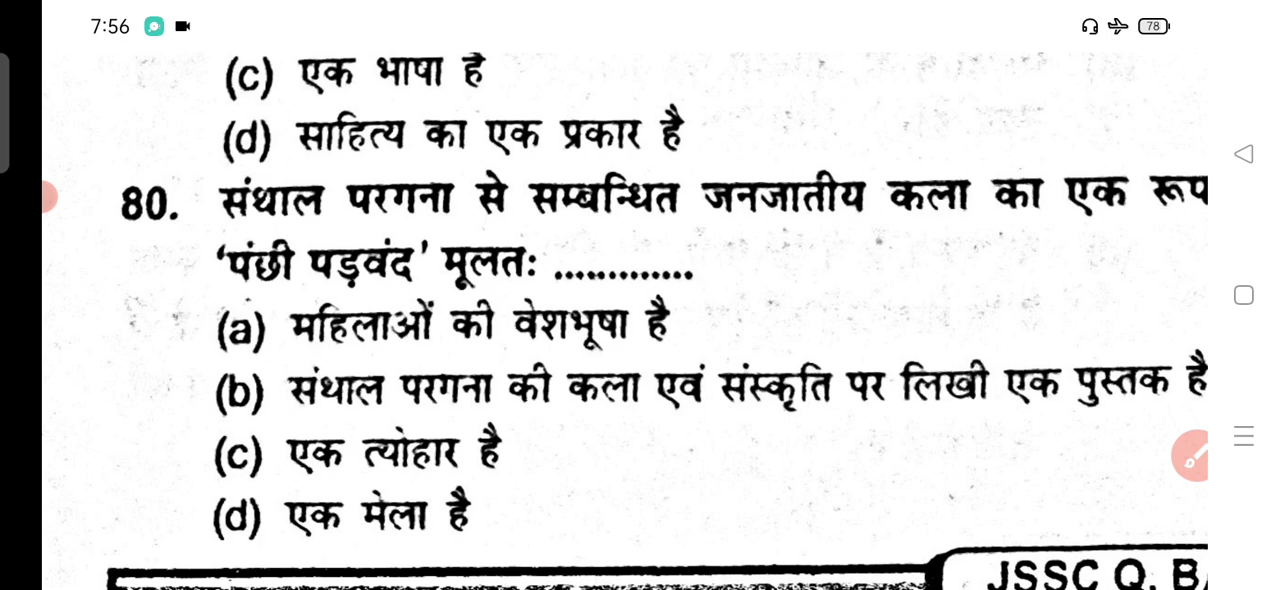 7:56
78
(c) एक भाषा है
(d) साहित्य का एक प्रकार है
80. संथाल परगना से सम्बन्धित जनजातीय कला का एक रूप
‘पंछी पड़वंद’ मूलतः .............
(a) महिलाओं की वेशभूषा है
(b) संथाल परगना की कला एवं संस्कृति पर लिखी एक पुस्तक है
(c) एक त्योहार है
(d) एक मेला है
JSSC Q. B